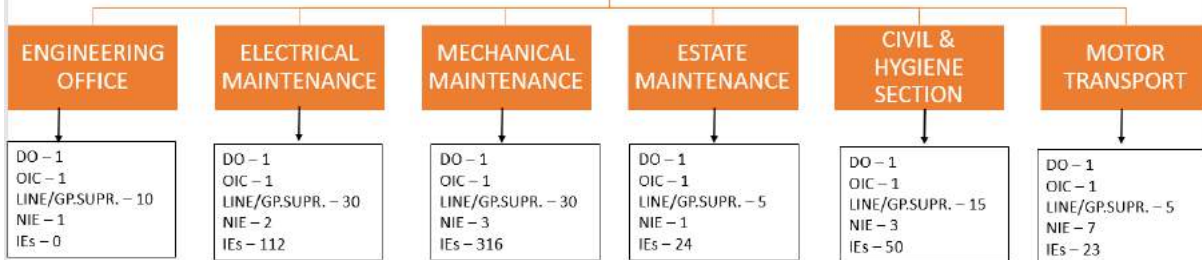 ENGINEERING
OFFICE
ELECTRICAL
MAINTENANCE
MECHANICAL
MAINTENANCE
ESTATE
MAINTENANCE
CIVIL &
HYGIENE
SECTION
MOTOR
TRANSPORT
DO – 1
OIC – 1
LINE/GP.SUPR. – 10
NIE – 1
IEs – 0
DO – 1
OIC – 1
LINE/GP.SUPR. – 30
NIE – 2
IEs – 112
DO – 1
OIC – 1
LINE/GP.SUPR. – 30
NIE – 3
IEs – 316
DO – 1
OIC – 1
LINE/GP.SUPR. – 5
NIE – 1
IEs – 24
DO – 1
OIC – 1
LINE/GP.SUPR. – 15
NIE – 3
IEs – 50
DO – 1
OIC – 1
LINE/GP.SUPR. – 5
NIE – 7
IEs – 23